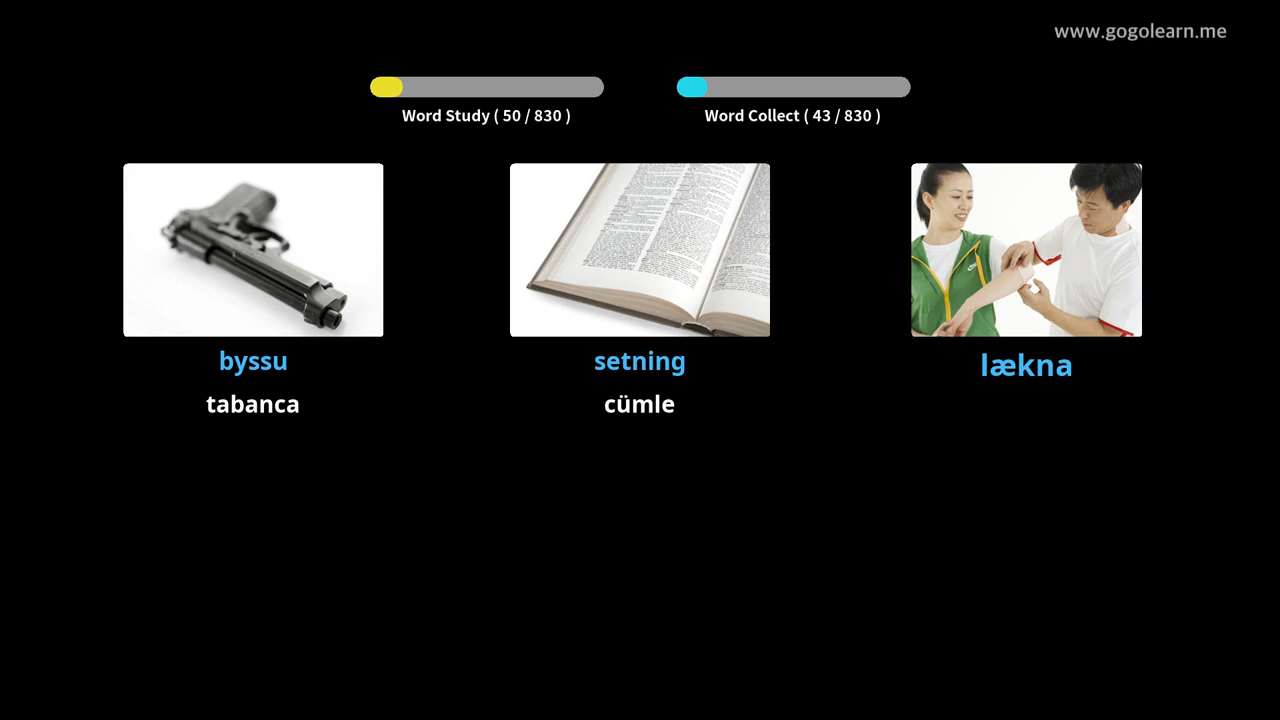 www.gogolearn.me
Word Study ( 50 / 830 )
Word Collect ( 43 / 830 )
byssu
setning
lækna
tabanca
cümle